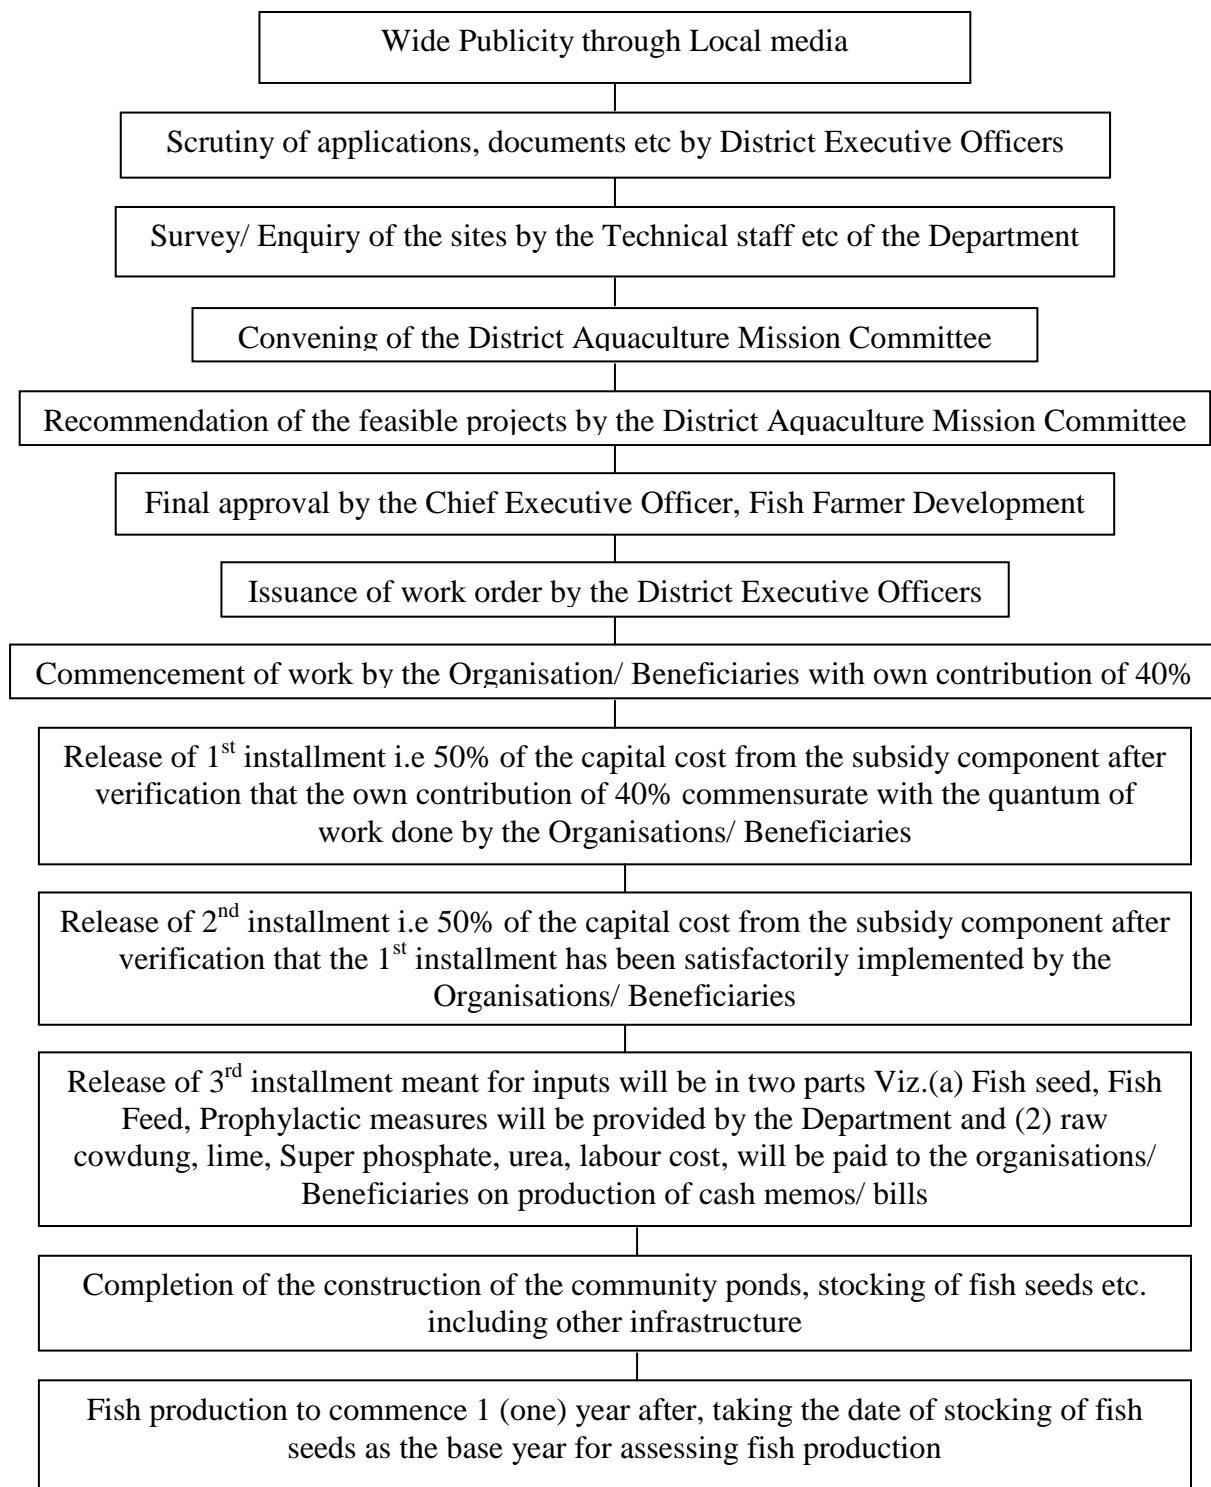 Wide Publicity through Local media
Scrutiny of applications, documents etc by District Executive Officers
Survey/ Enquiry of the sites by the Technical staff etc of the Department
Convening of the District Aquaculture Mission Committee
Recommendation of the feasible projects by the District Aquaculture Mission Committee
Final approval by the Chief Executive Officer, Fish Farmer Development
Issuance of work order by the District Executive Officers
Commencement of work by the Organisation/ Beneficiaries with own contribution of 40%
Release of 1st installment i.e 50% of the capital cost from the subsidy component after
verification that the own contribution of 40% commensurate with the quantum of
work done by the Organisations/ Beneficiaries
Release of 2nd installment i.e 50% of the capital cost from the subsidy component after
verification that the 1st installment has been satisfactorily implemented by the
Organisations/ Beneficiaries
Release of 3rd installment meant for inputs will be in two parts Viz.(a) Fish seed, Fish
Feed, Prophylactic measures will be provided by the Department and (2) raw
cowdung, lime, Super phosphate, urea, labour cost, will be paid to the organisations/
Beneficiaries on production of cash memos/ bills
Completion of the construction of the community ponds, stocking of fish seeds etc.
including other infrastructure
Fish production to commence 1 (one) year after, taking the date of stocking of fish
seeds as the base year for assessing fish production